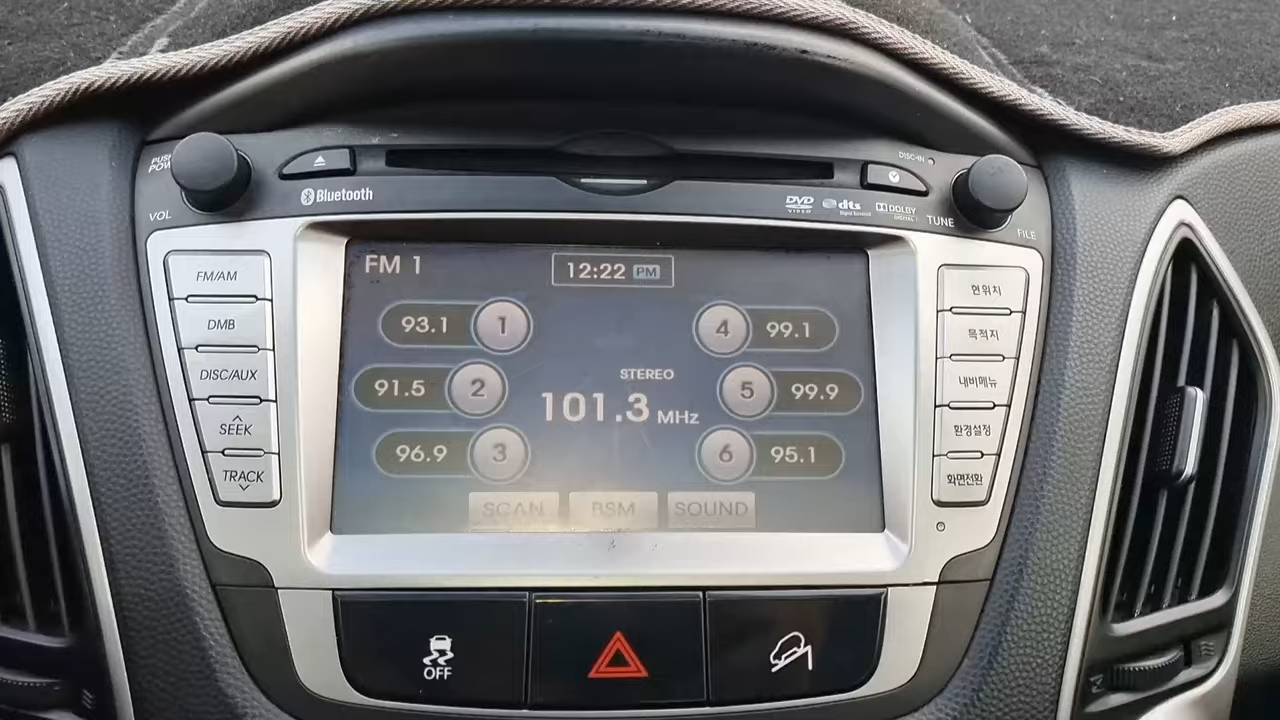 PUSH
POW
DISC-IN
Bluetooth
VOL
DVD
VIDEO
dts
Digital Surround
DOLBY
DIGITAL
TUNE
FILE
FM/AM
DMB
DISC/AUX
SEEK
TRACK
FM 1
12:22 PM
93.1 1
4 99.1
91.5 2
STEREO
5 99.9
101.3 MHz
96.9 3
6 95.1
SCAN
BSM
SOUND
현위치
목적지
내비메뉴
환경설정
화면전환
OFF